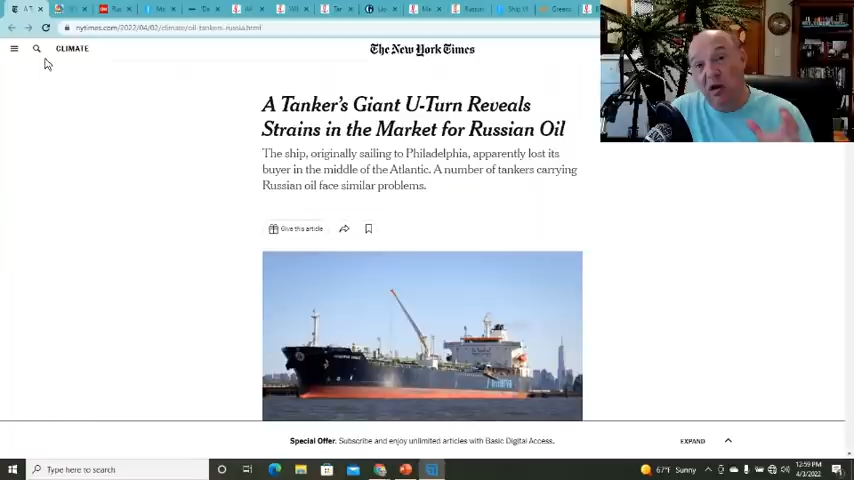 nytimes.com/2022/04/02/climate/oil-tankers-russia.html
CLIMATE
The New York Times
A Tanker's Giant U-Turn Reveals
Strains in the Market for Russian Oil
The ship, originally sailing to Philadelphia, apparently lost its
buyer in the middle of the Atlantic. A number of tankers carrying
Russian oil face similar problems.
Give this article
Special Offer. Subscribe and enjoy unlimited articles with Basic Digital Access.
EXPAND
Type here to search
67°F Sunny
12:59 PM
4/3/2022